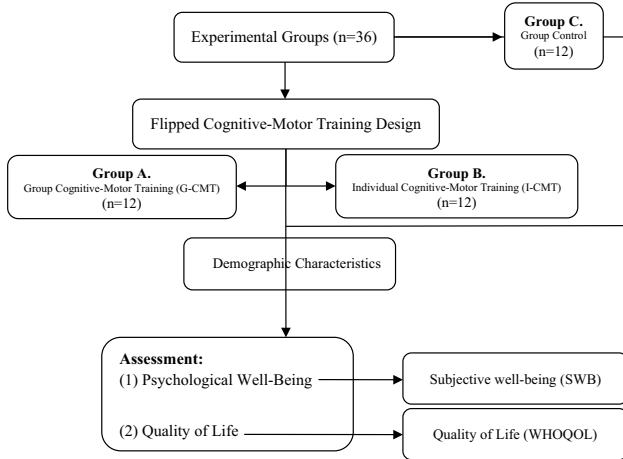 Experimental Groups (n=36)
Group C.
Group Control
(n=12)
Flipped Cognitive-Motor Training Design
Group A.
Group Cognitive-Motor Training (G-CMT)
(n=12)
Group B.
Individual Cognitive-Motor Training (I-CMT)
(n=12)
Demographic Characteristics
Assessment:
(1) Psychological Well-Being
Subjective well-being (SWB)
(2) Quality of Life
Quality of Life (WHOQOL)